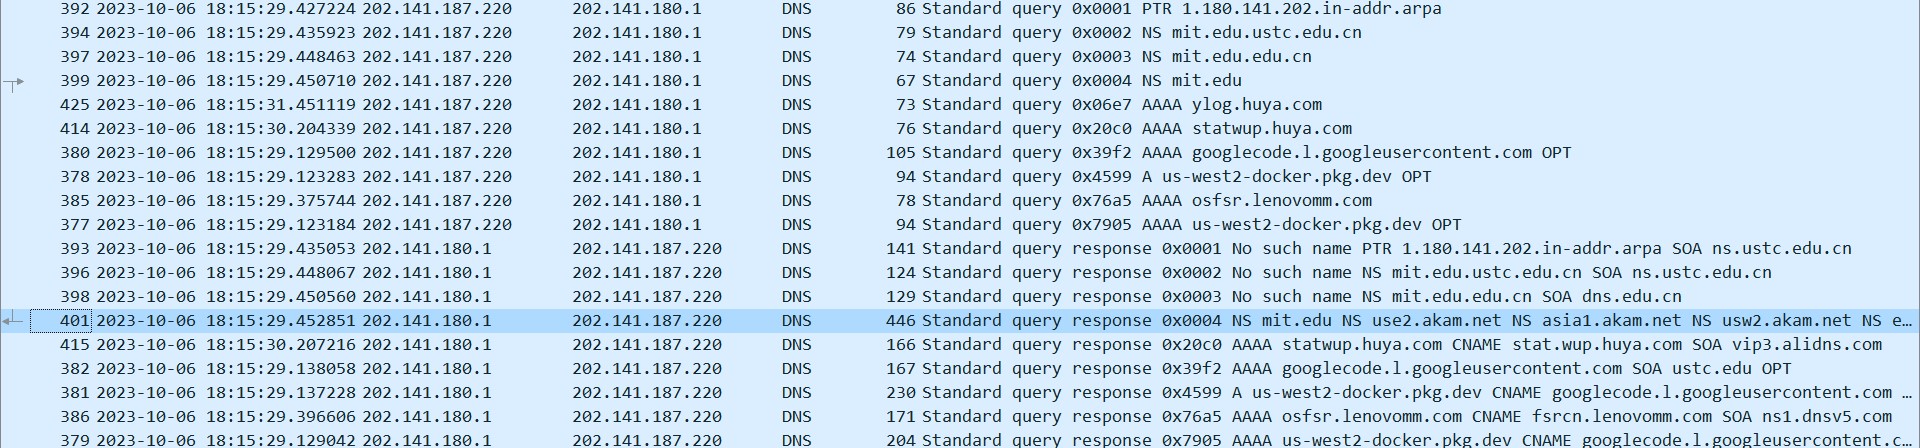 392 2023-10-06 18:15:29.427224 202.141.187.220 202.141.180.1 DNS 86 Standard query 0x0001 PTR 1.180.141.202.in-addr.arpa
394 2023-10-06 18:15:29.435923 202.141.187.220 202.141.180.1 DNS 79 Standard query 0x0002 NS mit.edu.ustc.edu.cn
397 2023-10-06 18:15:29.448463 202.141.187.220 202.141.180.1 DNS 74 Standard query 0x0003 NS mit.edu.edu.cn
399 2023-10-06 18:15:29.450710 202.141.187.220 202.141.180.1 DNS 67 Standard query 0x0004 NS mit.edu
425 2023-10-06 18:15:31.451119 202.141.187.220 202.141.180.1 DNS 73 Standard query 0x06e7 AAAA ylog.huya.com
414 2023-10-06 18:15:30.204339 202.141.187.220 202.141.180.1 DNS 76 Standard query 0x20c0 AAAA statwup.huya.com
380 2023-10-06 18:15:29.129500 202.141.187.220 202.141.180.1 DNS 105 Standard query 0x39f2 AAAA googlecode.l.googleusercontent.com OPT
378 2023-10-06 18:15:29.123283 202.141.187.220 202.141.180.1 DNS 94 Standard query 0x4599 A us-west2-docker.pkg.dev OPT
385 2023-10-06 18:15:29.375744 202.141.187.220 202.141.180.1 DNS 78 Standard query 0x76a5 AAAA osfsr.lenovomm.com
377 2023-10-06 18:15:29.123184 202.141.187.220 202.141.180.1 DNS 94 Standard query 0x7905 AAAA us-west2-docker.pkg.dev OPT
393 2023-10-06 18:15:29.435053 202.141.180.1 202.141.187.220 DNS 141 Standard query response 0x0001 No such name PTR 1.180.141.202.in-addr.arpa SOA ns.ustc.edu.cn
396 2023-10-06 18:15:29.448067 202.141.180.1 202.141.187.220 DNS 124 Standard query response 0x0002 No such name NS mit.edu.ustc.edu.cn SOA ns.ustc.edu.cn
398 2023-10-06 18:15:29.450560 202.141.180.1 202.141.187.220 DNS 129 Standard query response 0x0003 No such name NS mit.edu.edu.cn SOA dns.edu.cn
401 2023-10-06 18:15:29.452851 202.141.180.1 202.141.187.220 DNS 446 Standard query response 0x0004 NS mit.edu NS use2.akam.net NS asia1.akam.net NS usw2.akam.net NS e…
415 2023-10-06 18:15:30.207216 202.141.180.1 202.141.187.220 DNS 166 Standard query response 0x20c0 AAAA statwup.huya.com CNAME stat.wup.huya.com SOA vip3.alidns.com
382 2023-10-06 18:15:29.138058 202.141.180.1 202.141.187.220 DNS 167 Standard query response 0x39f2 AAAA googlecode.l.googleusercontent.com SOA ustc.edu OPT
381 2023-10-06 18:15:29.137228 202.141.180.1 202.141.187.220 DNS 230 Standard query response 0x4599 A us-west2-docker.pkg.dev CNAME googlecode.l.googleusercontent.com …
386 2023-10-06 18:15:29.396606 202.141.180.1 202.141.187.220 DNS 171 Standard query response 0x76a5 AAAA osfsr.lenovomm.com CNAME fsrcn.lenovomm.com SOA ns1.dnsv5.com
379 2023-10-06 18:15:29.129042 202.141.180.1 202.141.187.220 DNS 204 Standard query response 0x7905 AAAA us-west2-docker.pkg.dev CNAME googlecode.l.googleusercontent.c…